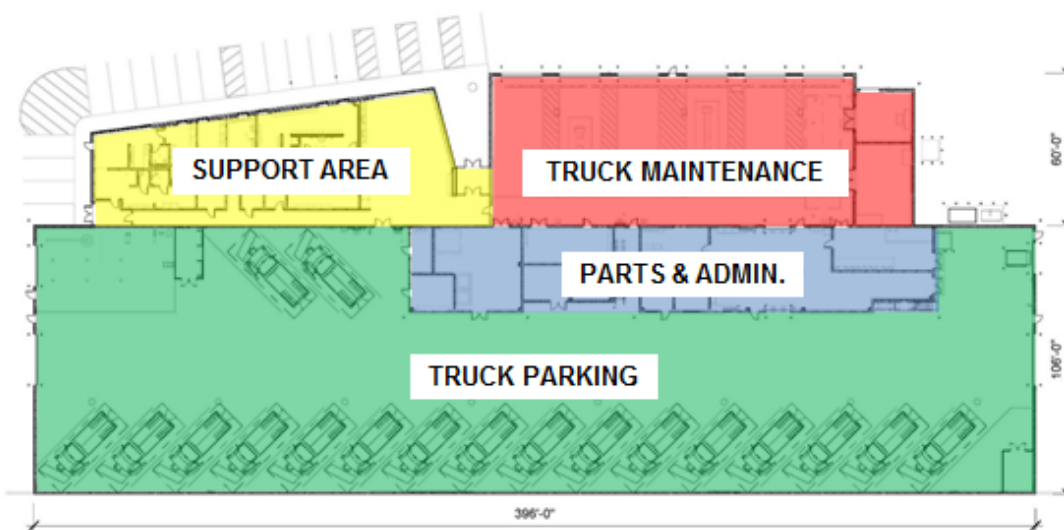 SUPPORT AREA
TRUCK MAINTENANCE
60'-0"
PARTS & ADMIN.
TRUCK PARKING
106'-0"
396'-0"